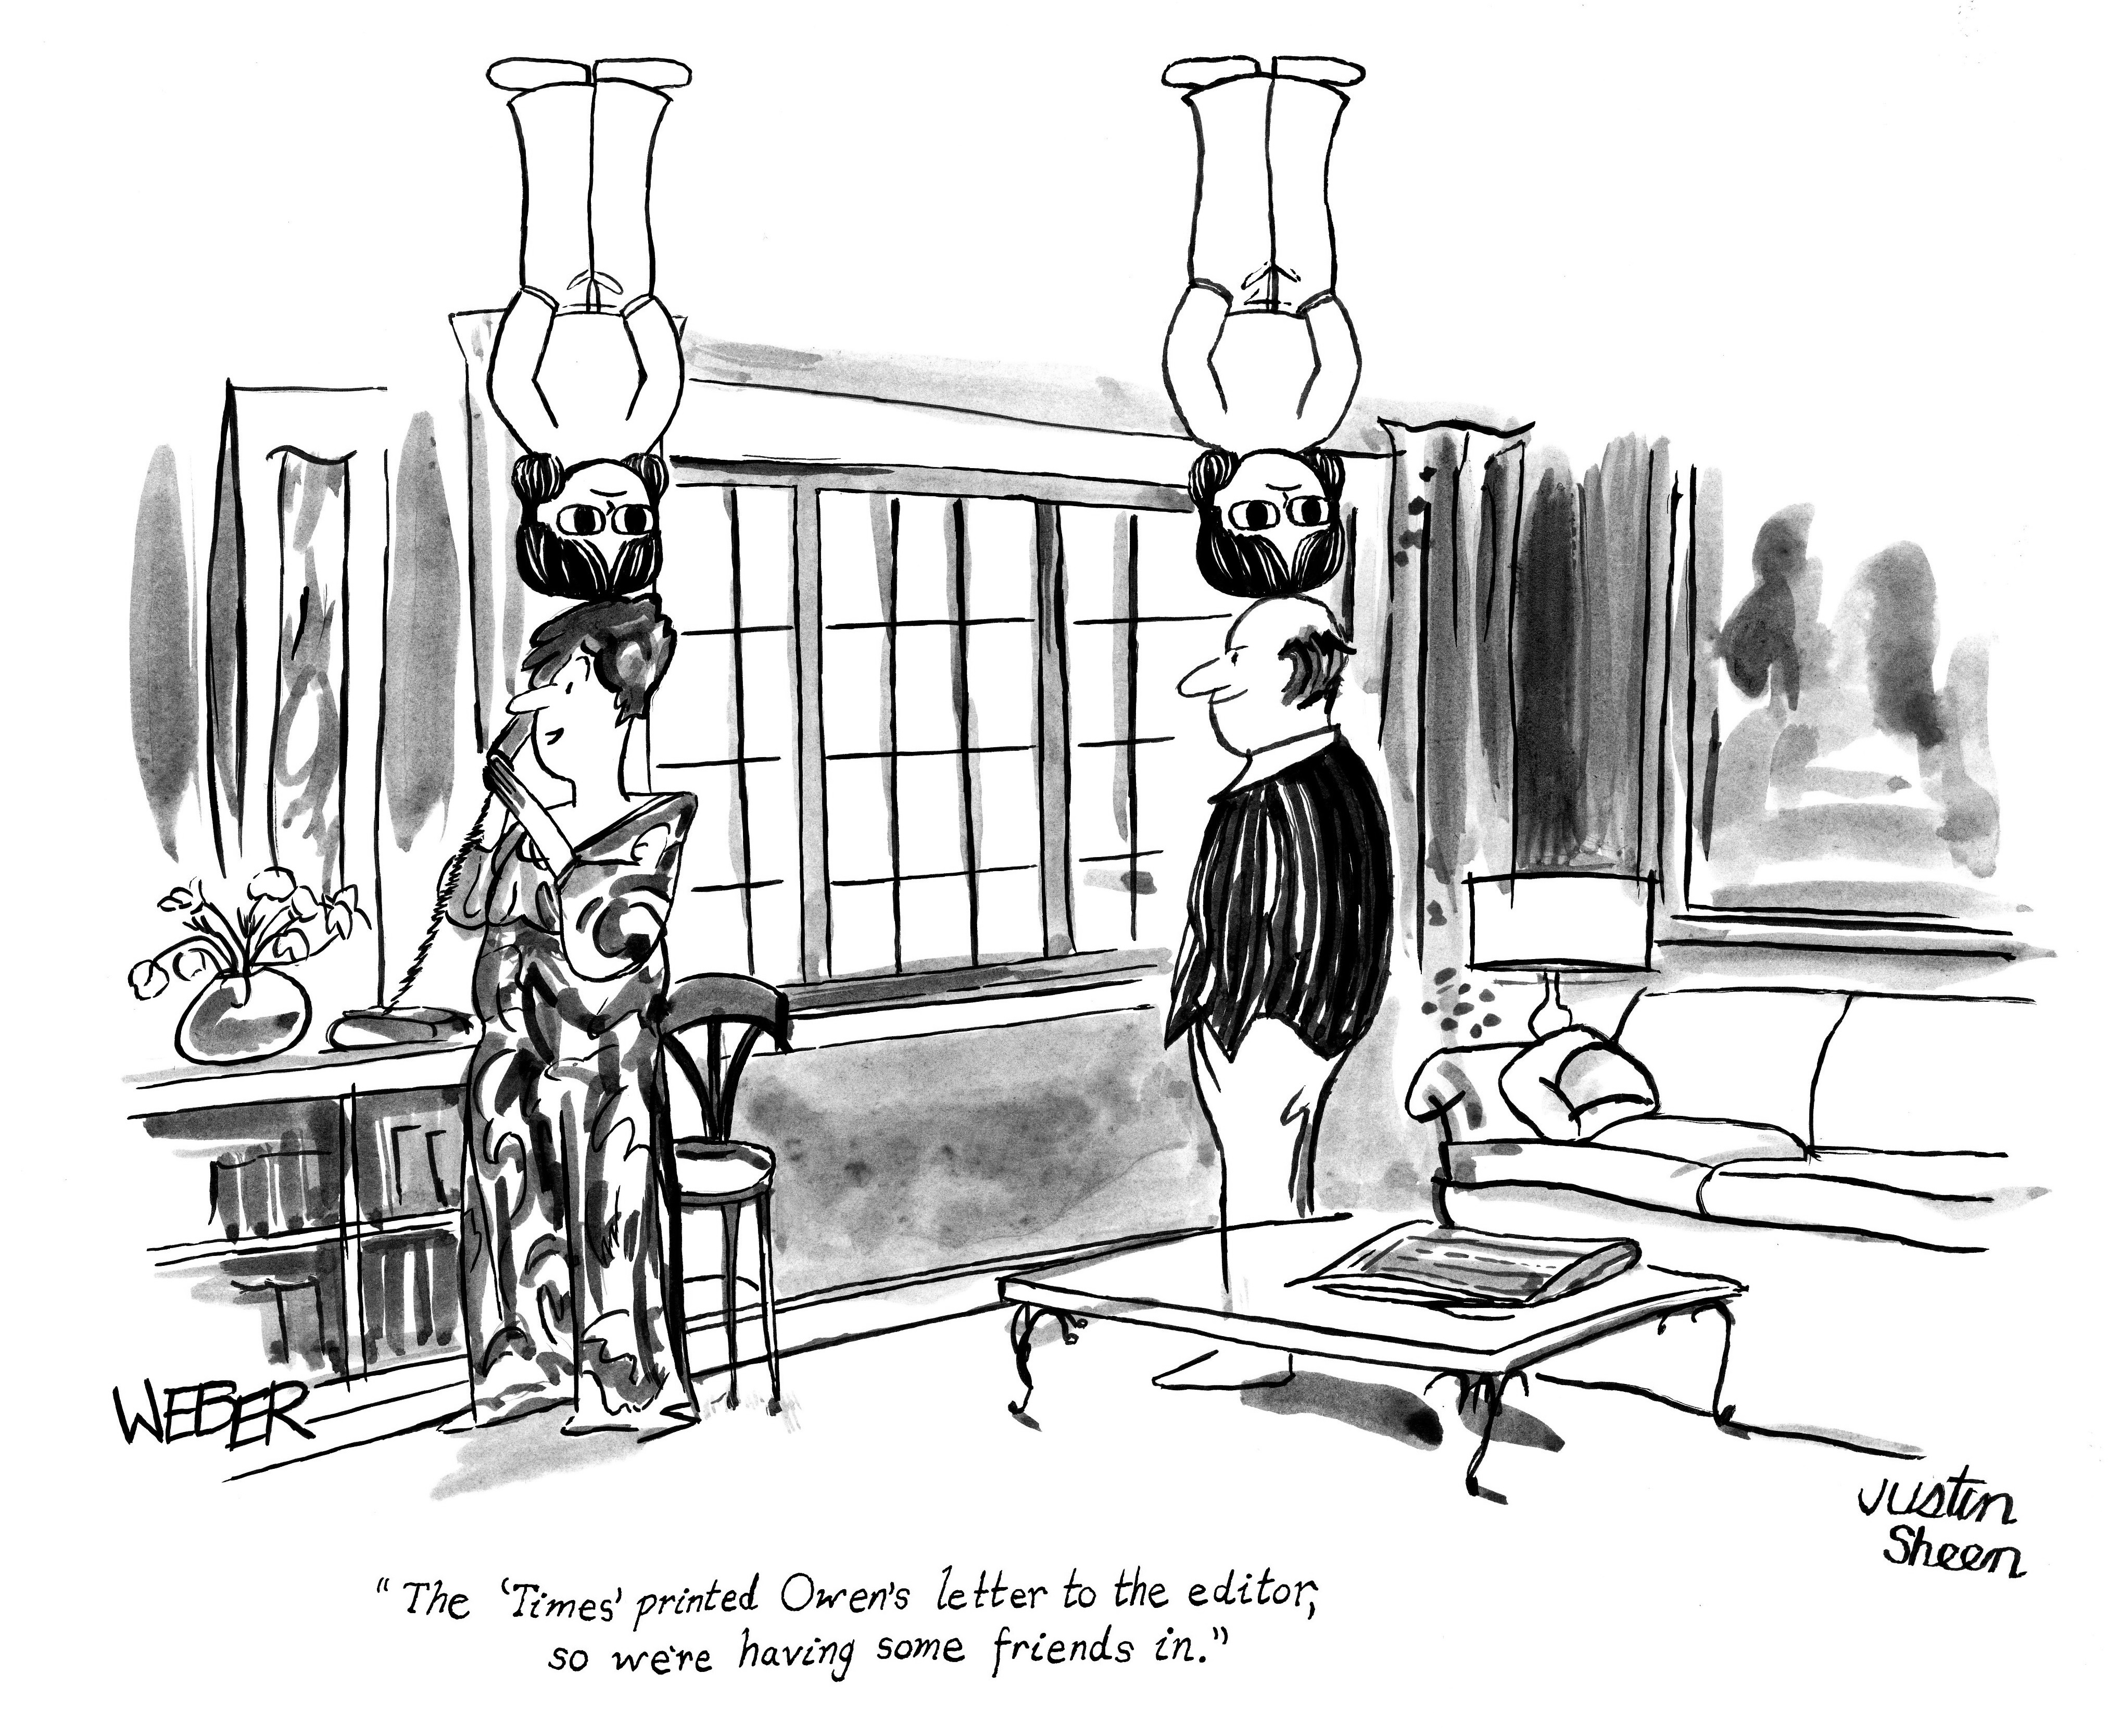 WEBER
Justin
Sheen
“The ‘Times’ printed Owen's letter to the editor,
so we're having some friends in.”